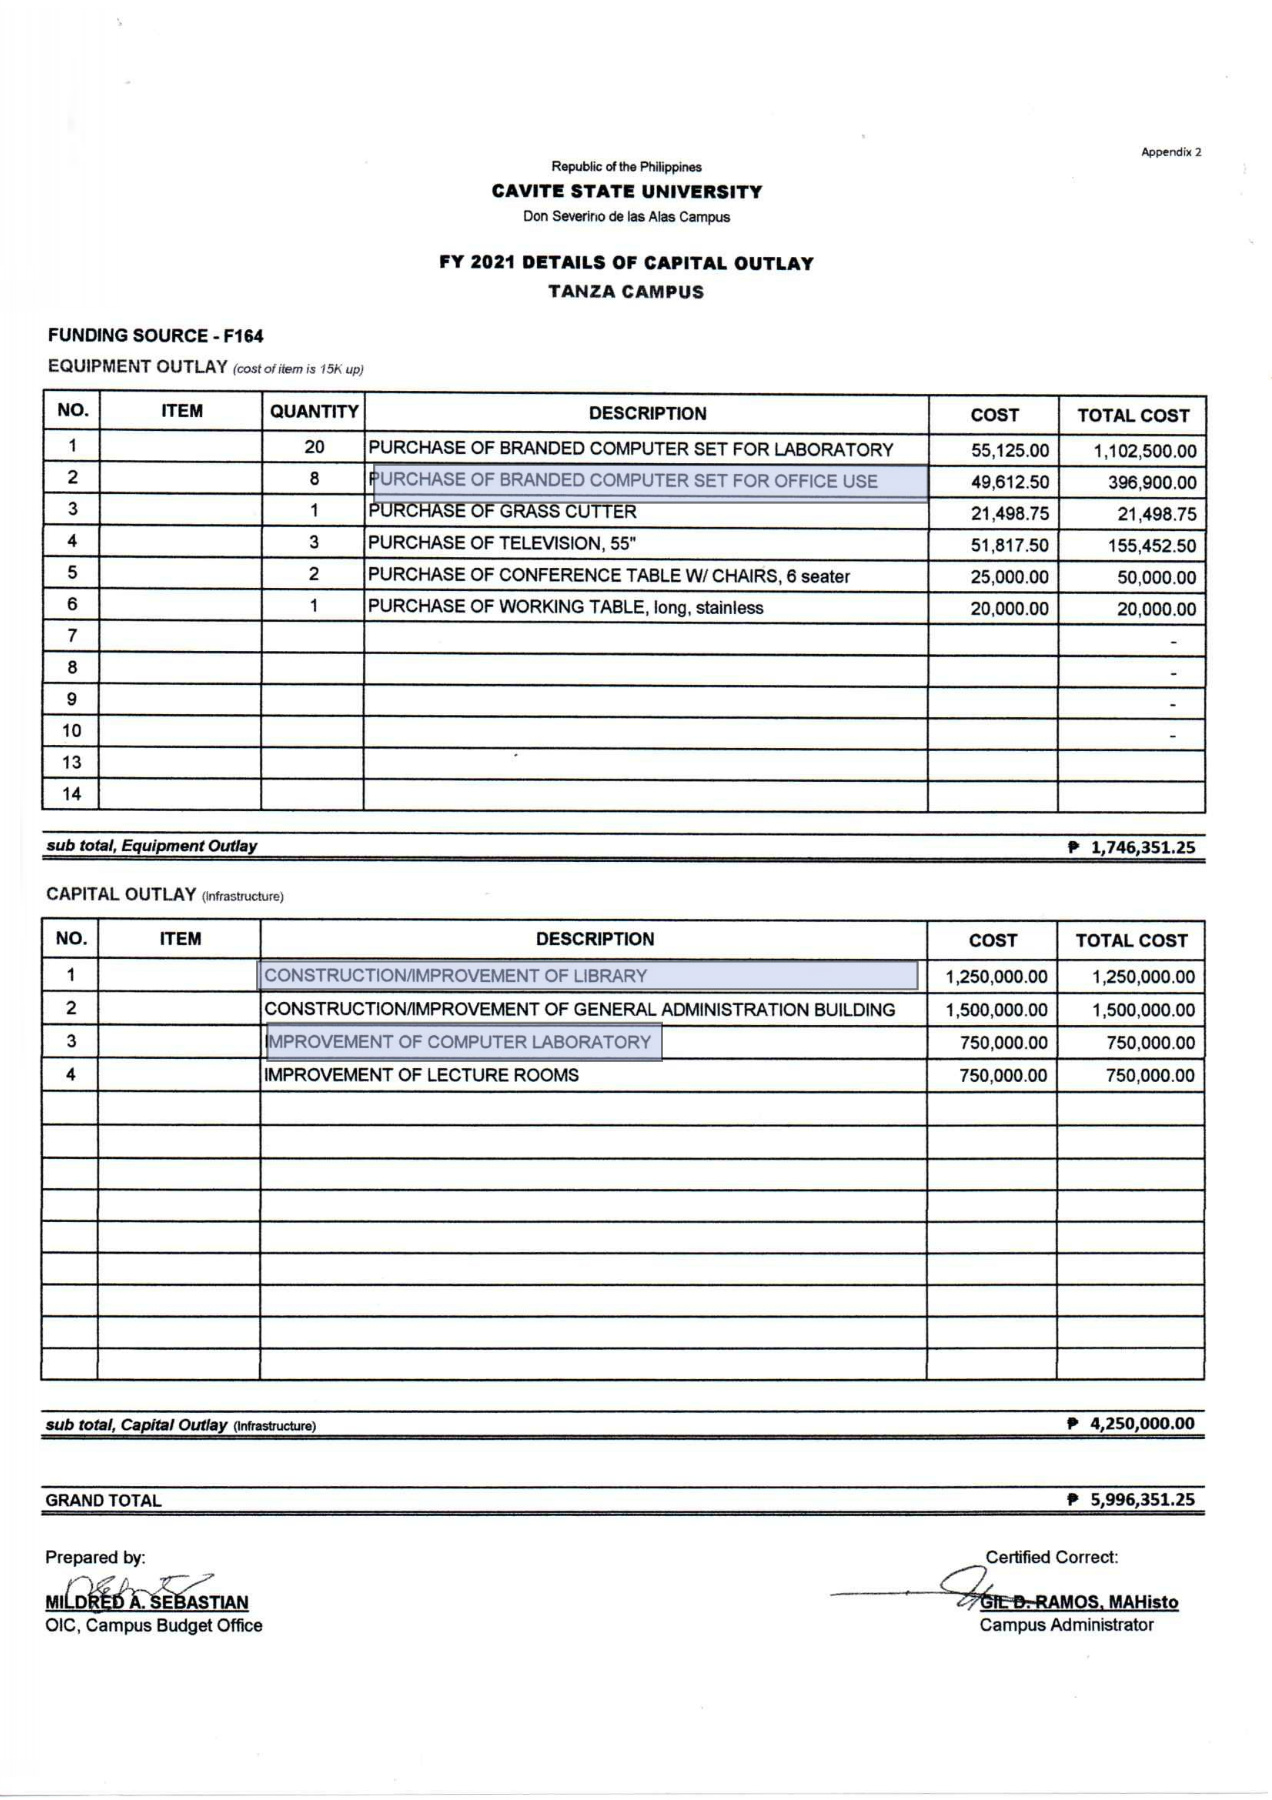 Appendix 2
Republic of the Philippines
CAVITE STATE UNIVERSITY
Don Severino de las Alas Campus
FY 2021 DETAILS OF CAPITAL OUTLAY
TANZA CAMPUS
FUNDING SOURCE - F164
EQUIPMENT OUTLAY (cost of item is 15K up)
NO. ITEM QUANTITY DESCRIPTION COST TOTAL COST
1 20 PURCHASE OF BRANDED COMPUTER SET FOR LABORATORY 55,125.00 1,102,500.00
2 8 PURCHASE OF BRANDED COMPUTER SET FOR OFFICE USE 49,612.50 396,900.00
3 1 PURCHASE OF GRASS CUTTER 21,498.75 21,498.75
4 3 PURCHASE OF TELEVISION, 55" 51,817.50 155,452.50
5 2 PURCHASE OF CONFERENCE TABLE W/ CHAIRS, 6 seater 25,000.00 50,000.00
6 1 PURCHASE OF WORKING TABLE, long, stainless 20,000.00 20,000.00
7 -
8 -
9 -
10 -
13
14
sub total, Equipment Outlay ₱ 1,746,351.25
CAPITAL OUTLAY (Infrastructure)
NO. ITEM DESCRIPTION COST TOTAL COST
1 CONSTRUCTION/IMPROVEMENT OF LIBRARY 1,250,000.00 1,250,000.00
2 CONSTRUCTION/IMPROVEMENT OF GENERAL ADMINISTRATION BUILDING 1,500,000.00 1,500,000.00
3 IMPROVEMENT OF COMPUTER LABORATORY 750,000.00 750,000.00
4 IMPROVEMENT OF LECTURE ROOMS 750,000.00 750,000.00
sub total, Capital Outlay (Infrastructure) ₱ 4,250,000.00
GRAND TOTAL ₱ 5,996,351.25
Prepared by: Certified Correct:
MILDRED A. SEBASTIAN GIL D. RAMOS, MAHisto
OIC, Campus Budget Office Campus Administrator